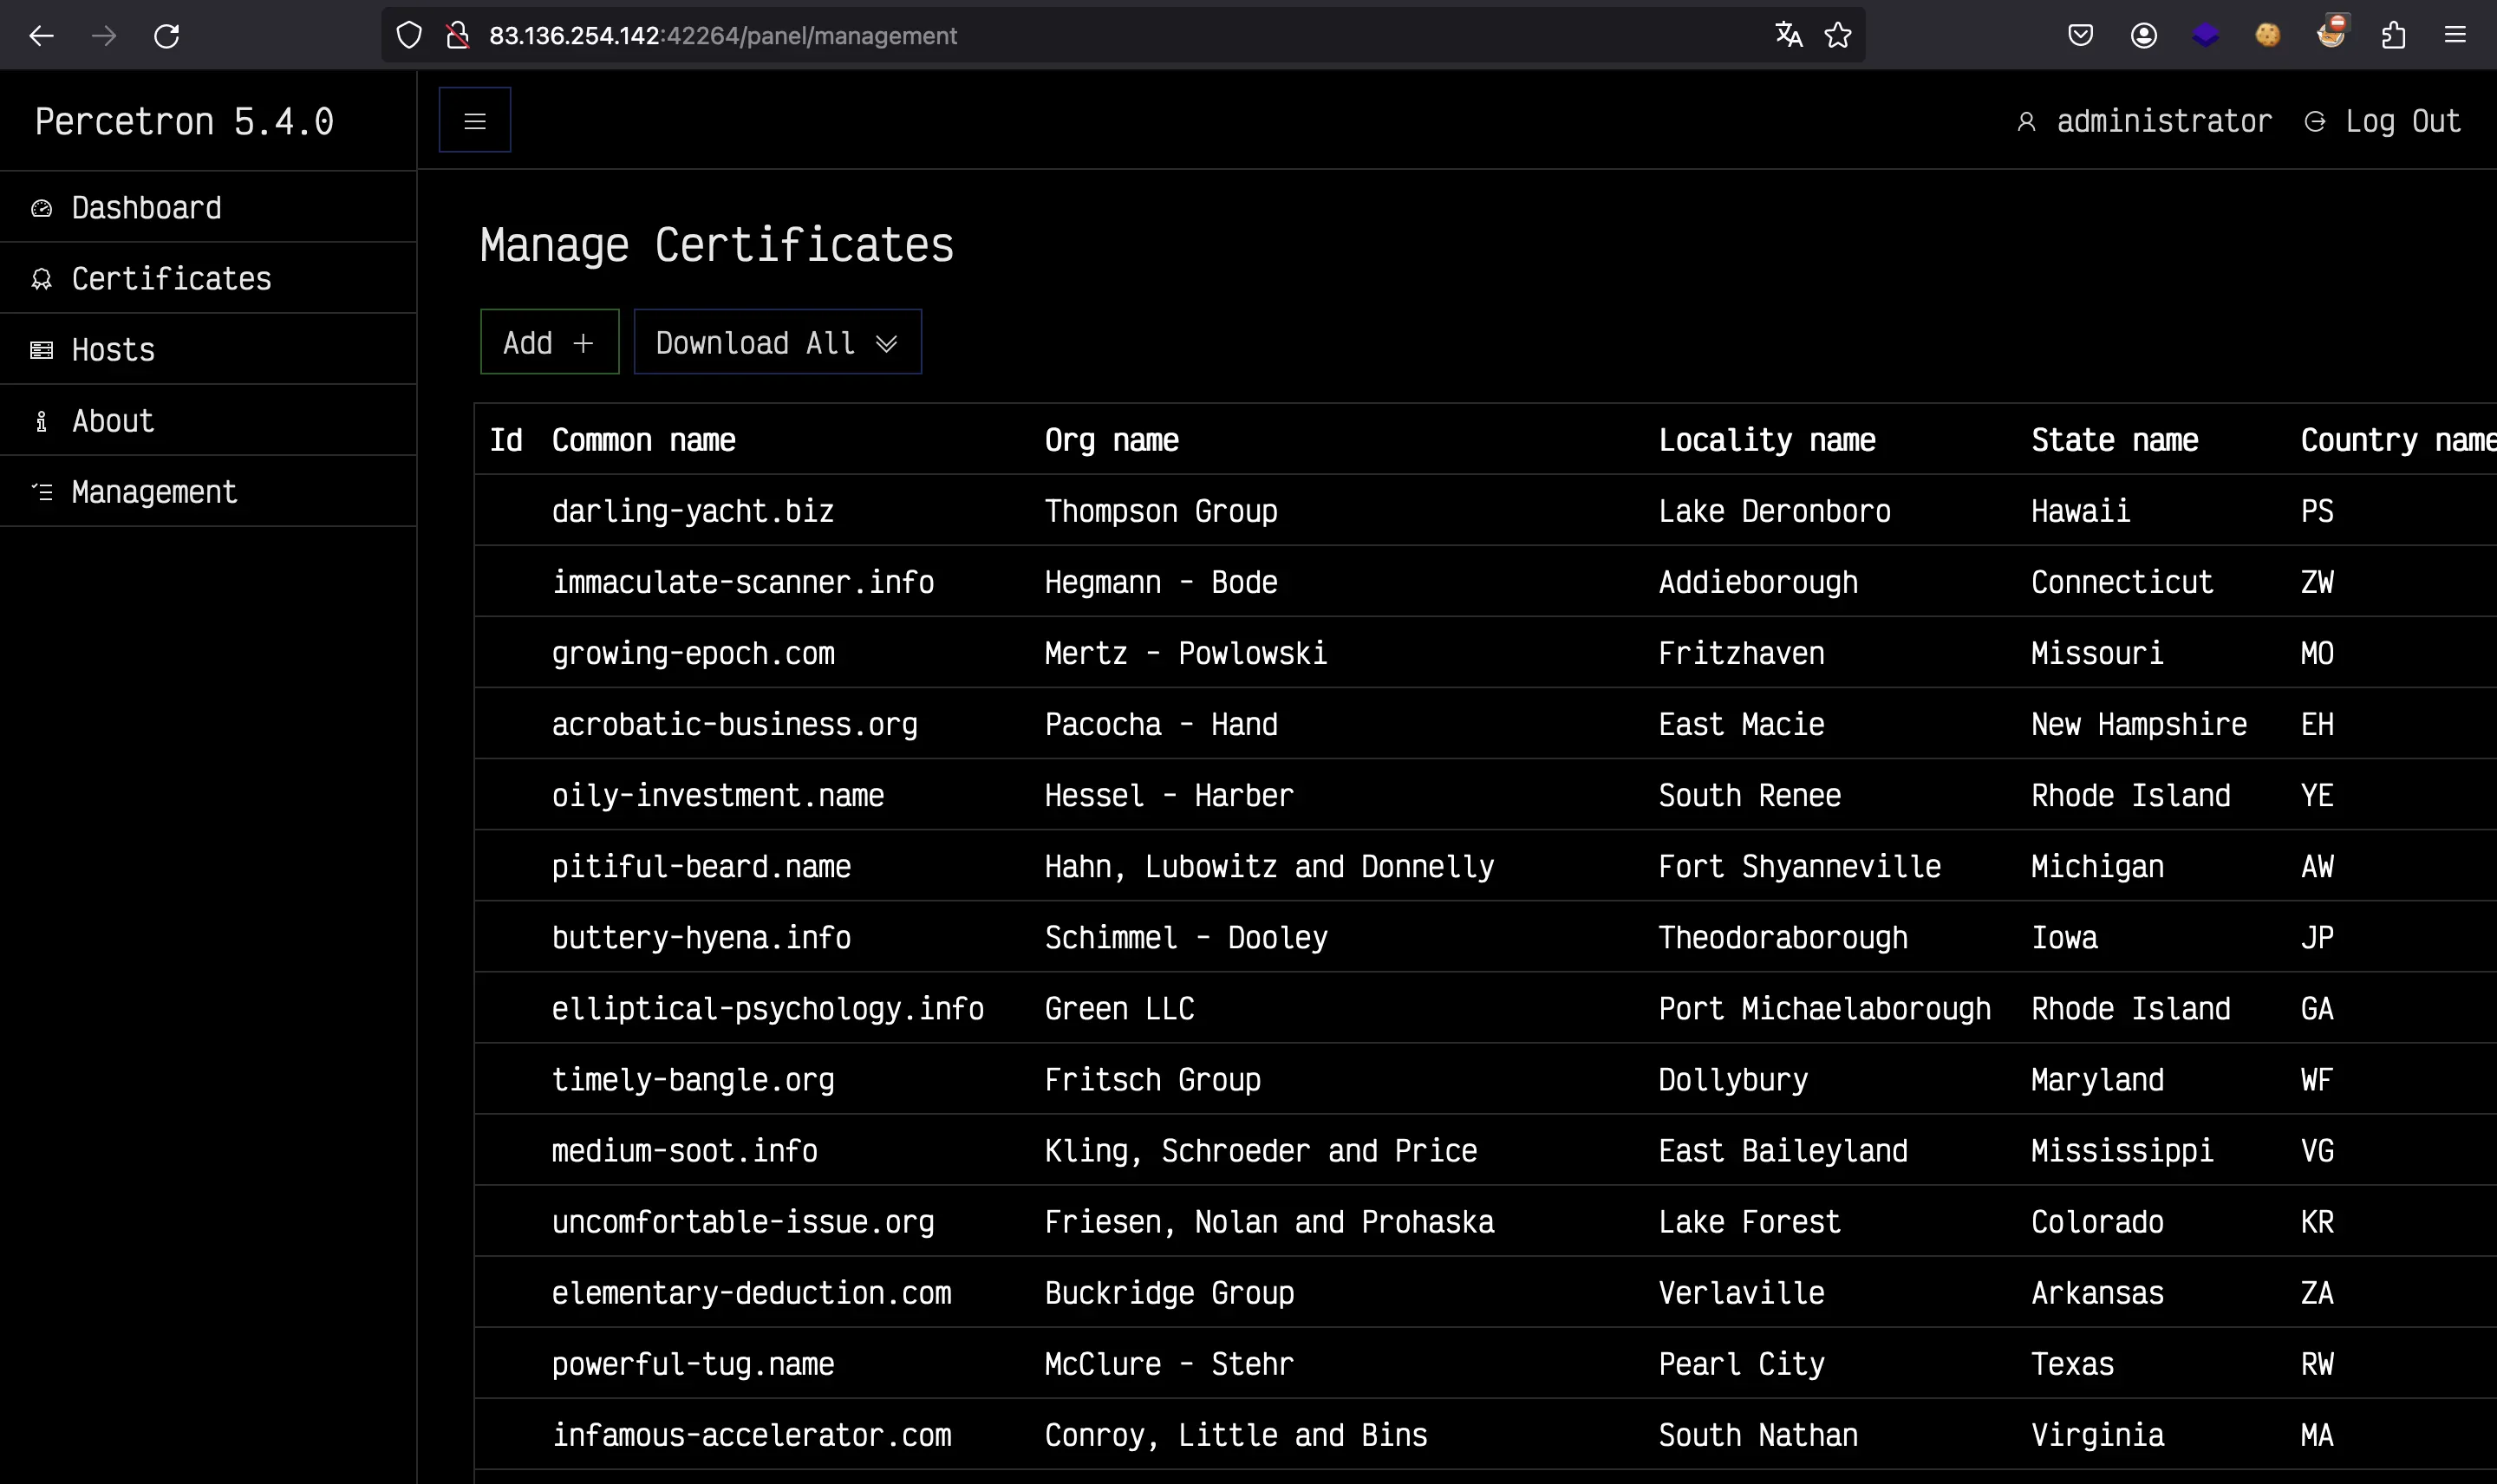 83.136.254.142:42264/panel/management
Percetron 5.4.0
administrator Log Out
Dashboard
Certificates
Hosts
About
Management
Manage Certificates
Add + Download All
Id Common name Org name Locality name State name Country name
darling-yacht.biz Thompson Group Lake Deronboro Hawaii PS
immaculate-scanner.info Hegmann - Bode Addieborough Connecticut ZW
growing-epoch.com Mertz - Powlowski Fritzhaven Missouri MO
acrobatic-business.org Pacocha - Hand East Macie New Hampshire EH
oily-investment.name Hessel - Harber South Renee Rhode Island YE
pitiful-beard.name Hahn, Lubowitz and Donnelly Fort Shyanneville Michigan AW
buttery-hyena.info Schimmel - Dooley Theodoraborough Iowa JP
elliptical-psychology.info Green LLC Port Michaelaborough Rhode Island GA
timely-bangle.org Fritsch Group Dollybury Maryland WF
medium-soot.info Kling, Schroeder and Price East Baileyland Mississippi VG
uncomfortable-issue.org Friesen, Nolan and Prohaska Lake Forest Colorado KR
elementary-deduction.com Buckridge Group Verlaville Arkansas ZA
powerful-tug.name McClure - Stehr Pearl City Texas RW
infamous-accelerator.com Conroy, Little and Bins South Nathan Virginia MA